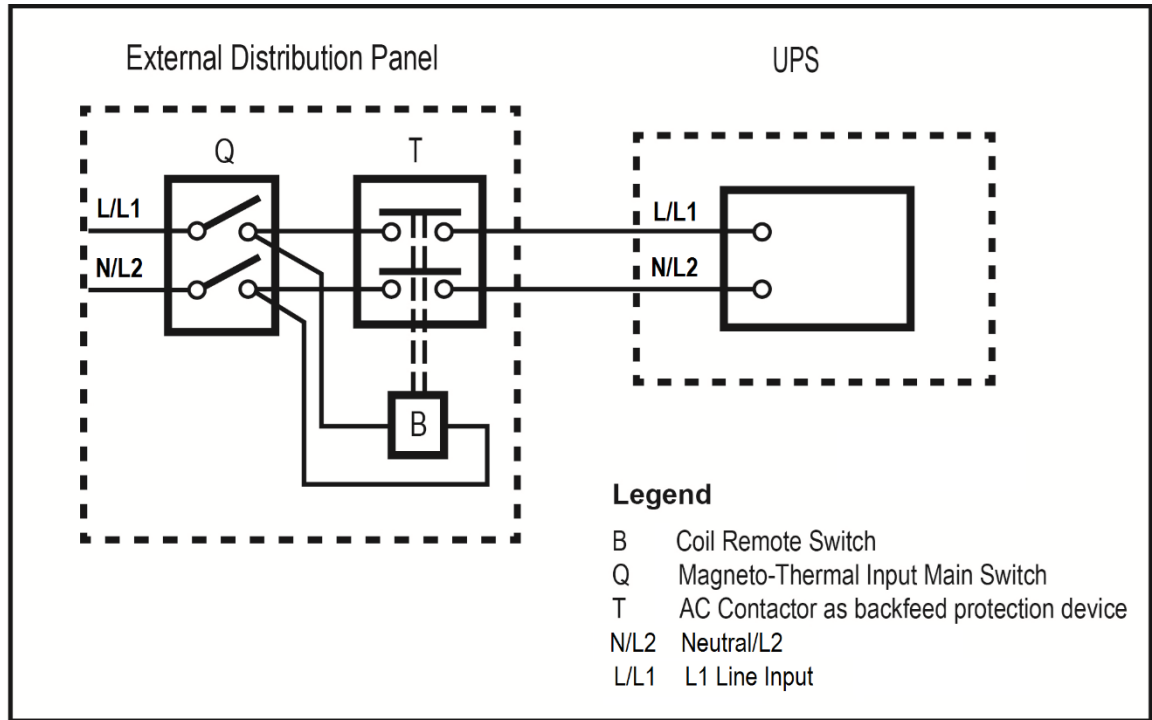 External Distribution Panel
UPS
Q
T
L/L1
N/L2
L/L1
N/L2
B
Legend
B Coil Remote Switch
Q Magneto-Thermal Input Main Switch
T AC Contactor as backfeed protection device
N/L2 Neutral/L2
L/L1 L1 Line Input